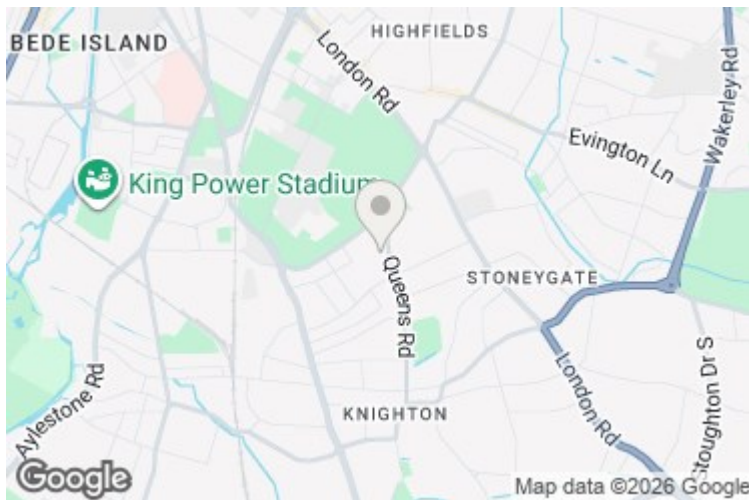 BEDE ISLAND
HIGHFIELDS
London Rd
Wakerley Rd
Evington Ln
King Power Stadium
Queens Rd
STONEYGATE
London Rd
Stoughton Dr S
Aylestone Rd
KNIGHTON
Google
Map data ©2026 Google